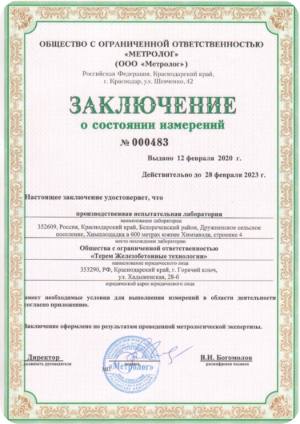 ОБЩЕСТВО С ОГРАНИЧЕННОЙ ОТВЕТСТВЕННОСТЬЮ
«МЕТРОЛОГ»
(ООО «Метролог»)
Российская Федерация, Краснодарский край,
г. Краснодар, ул. Шевченко, 42
ЗАКЛЮЧЕНИЕ
о состоянии измерений
№ 000483
Выдано 12 февраля 2020 г.
Действительно до 28 февраля 2023 г.
Настоящее заключение удостоверяет, что
производственная испытательная лаборатория
наименование лаборатории
352609, Россия, Краснодарский край, Белореченский район, Дружненское сельское
поселение, Химплощадка в 600 метрах южнее Химзавода, строение 4
место нахождения лаборатории
Общества с ограниченной ответственностью
«Терем Железобетонные технологии»
наименование юридического лица
353290, РФ, Краснодарский край, г. Горячий ключ,
ул. Хадыженская, 28-б
юридический адрес юридического лица
имеет необходимые условия для выполнения измерений в области деятельности
согласно приложению.
Заключение оформлено по результатам проведенной метрологической экспертизы.
Директор
В.И. Богомолов
должность руководителя
подпись
расшифровка подписи
МП
«Метролог»